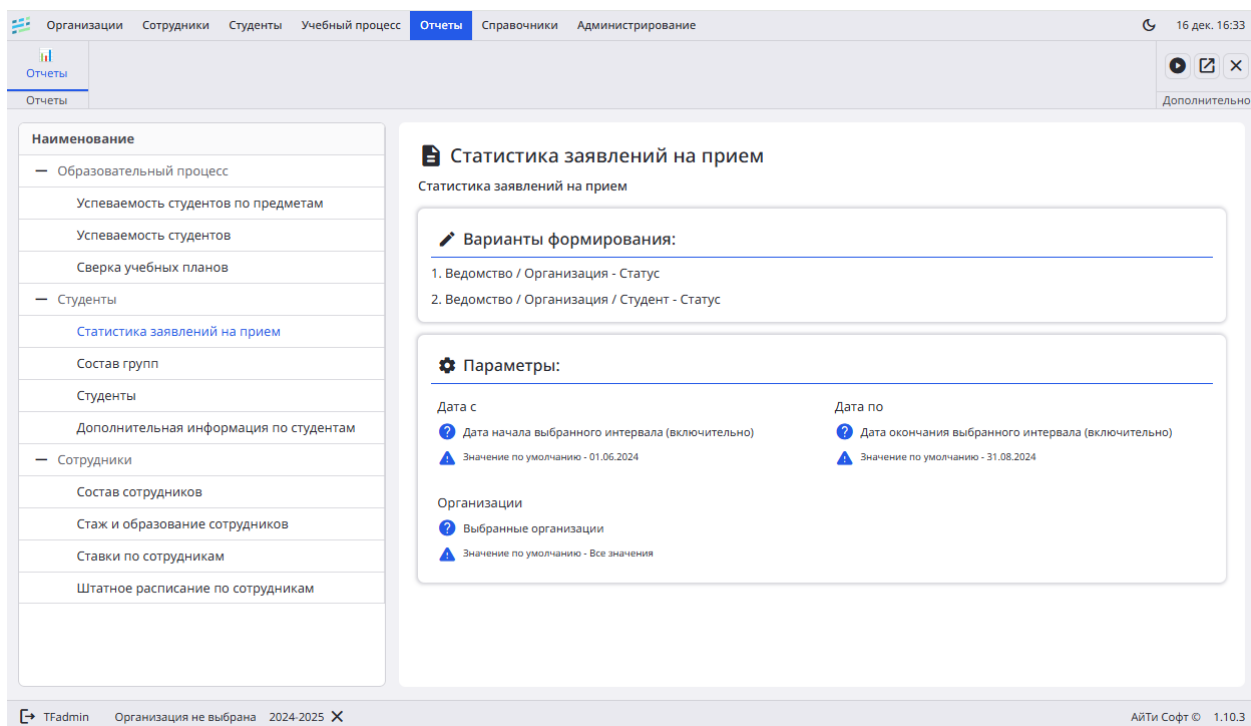 Организации Сотрудники Студенты Учебный процесс Отчеты Справочники Администрирование 16 дек. 16:33
Отчеты
Отчеты
Дополнительно
Наименование
Образовательный процесс
Успеваемость студентов по предметам
Успеваемость студентов
Сверка учебных планов
Студенты
Статистика заявлений на прием
Состав групп
Студенты
Дополнительная информация по студентам
Сотрудники
Состав сотрудников
Стаж и образование сотрудников
Ставки по сотрудникам
Штатное расписание по сотрудникам
Статистика заявлений на прием
Статистика заявлений на прием
Варианты формирования:
1. Ведомство / Организация - Статус
2. Ведомство / Организация / Студент - Статус
Параметры:
Дата с
Дата начала выбранного интервала (включительно)
Значение по умолчанию - 01.06.2024
Дата по
Дата окончания выбранного интервала (включительно)
Значение по умолчанию - 31.08.2024
Организации
Выбранные организации
Значение по умолчанию - Все значения
TFadmin Организация не выбрана 2024-2025 АйТи Софт © 1.10.3